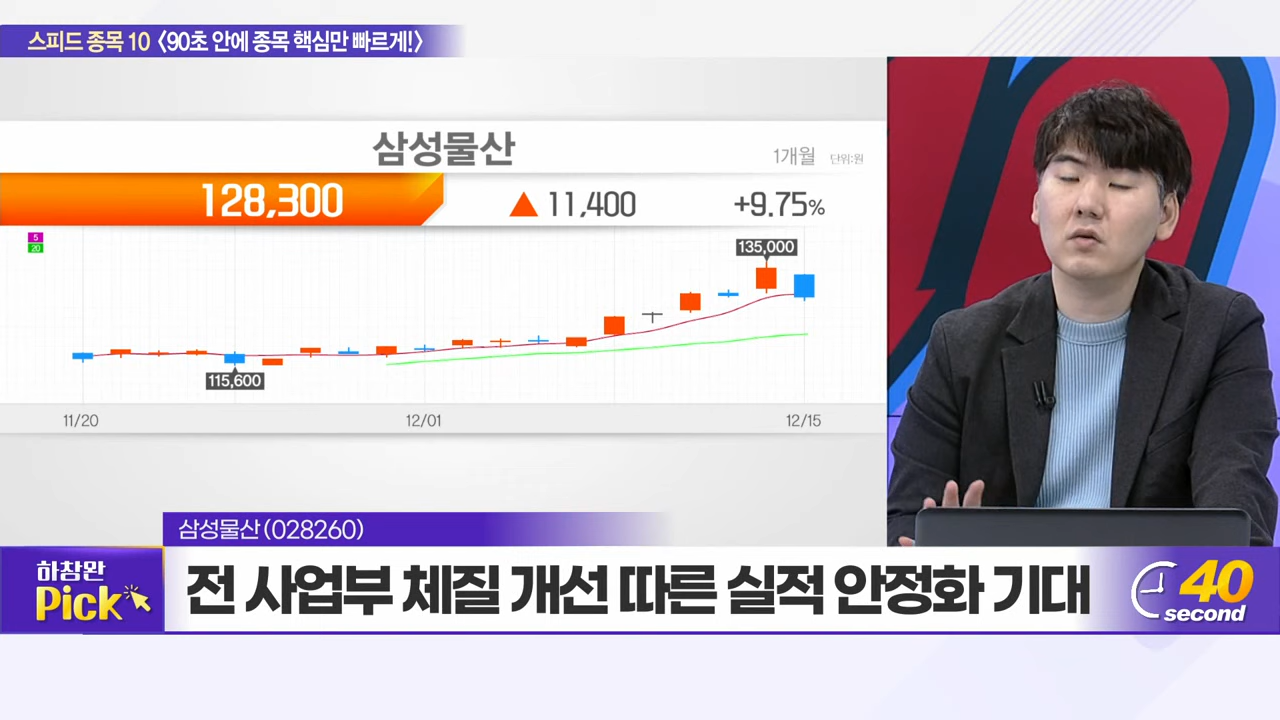 스피드 종목 10 <90초 안에 종목 핵심만 빠르게!>
삼성물산
1개월 단위:원
128,300 ▲ 11,400 +9.75%
5
20
135,000
115,600
11/20 12/01 12/15
삼성물산(028260)
하창완
Pick
전 사업부 체질 개선 따른 실적 안정화 기대
40
second